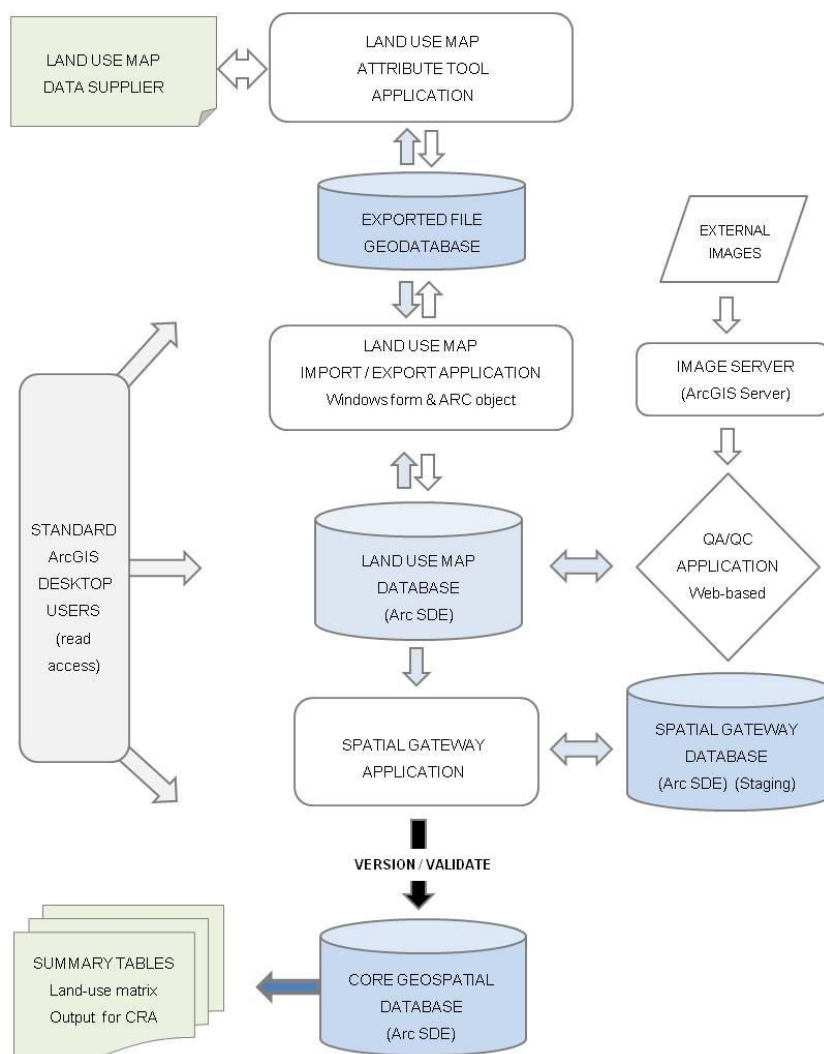 LAND USE MAP
DATA SUPPLIER
LAND USE MAP
ATTRIBUTE TOOL
APPLICATION
EXPORTED FILE
GEODATABASE
EXTERNAL
IMAGES
LAND USE MAP
IMPORT / EXPORT APPLICATION
Windows form & ARC object
IMAGE SERVER
(ArcGIS Server)
STANDARD
ArcGIS
DESKTOP
USERS
(read
access)
LAND USE MAP
DATABASE
(Arc SDE)
QA/QC
APPLICATION
Web-based
SPATIAL GATEWAY
APPLICATION
SPATIAL GATEWAY
DATABASE
(Arc SDE) (Staging)
VERSION / VALIDATE
SUMMARY TABLES
Land-use matrix
Output for CRA
CORE GEOSPATIAL
DATABASE
(Arc SDE)